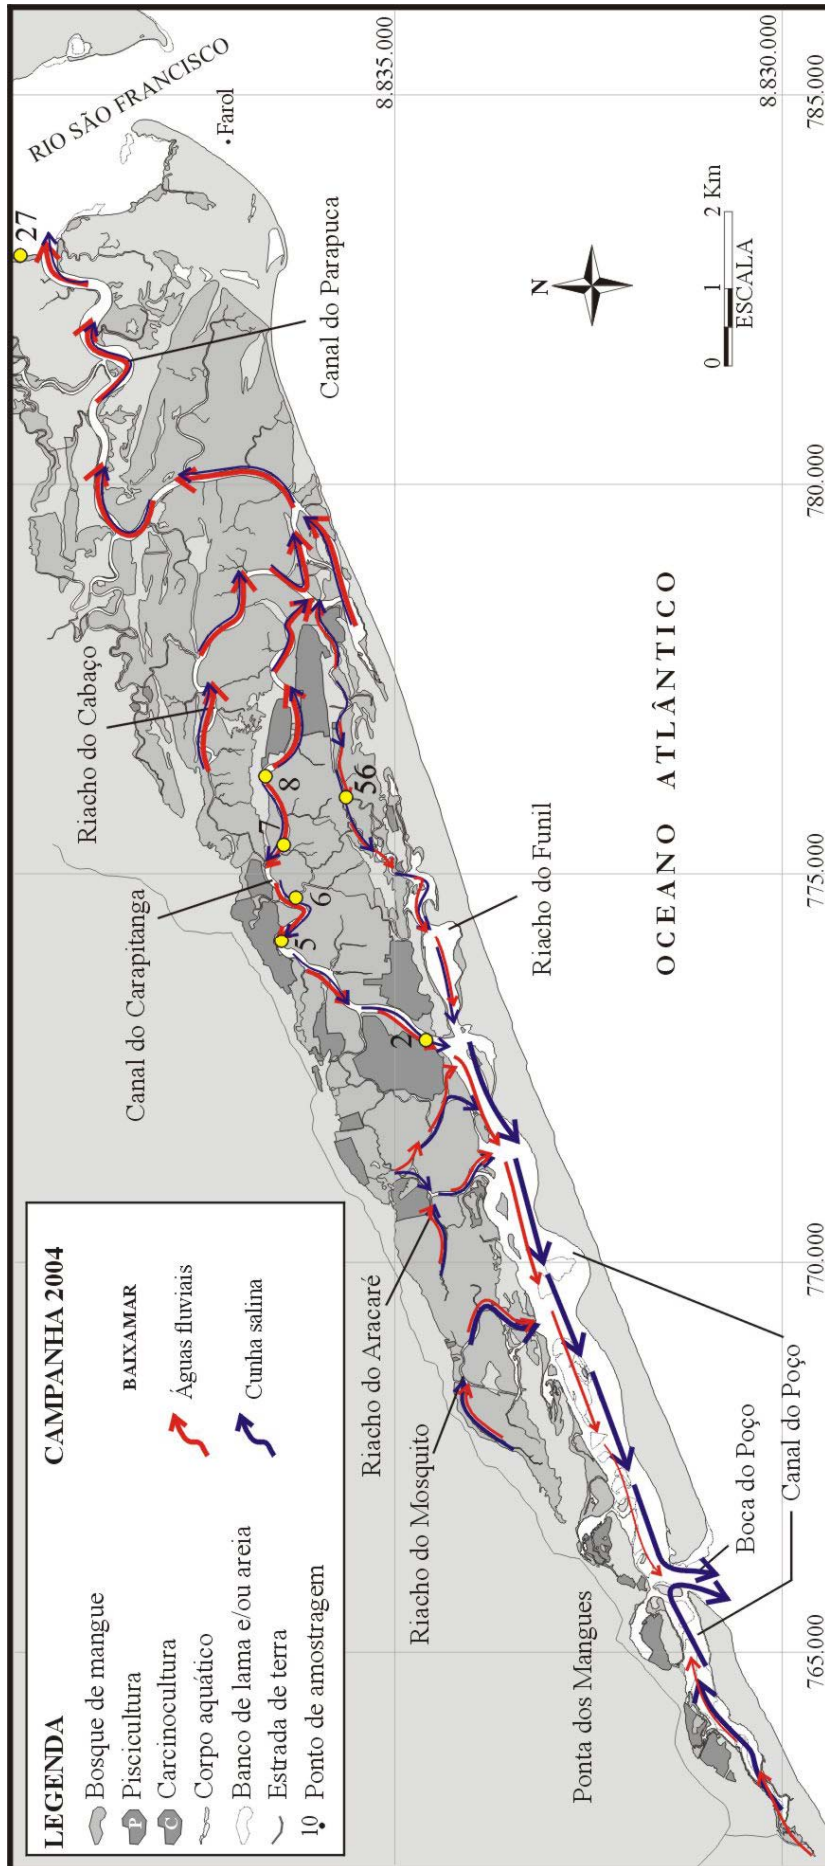 LEGENDA
CAMPANHA 2004
Bosque de mangue
P Piscicultura
C Carcinocultura
Corpo aquático
Banco de lama e/ou areia
Estrada de terra
10 Ponto de amostragem
BAIXAMAR
Águas fluviais
Cunha salina
RIO SÃO FRANCISCO
Farol
27
Canal do Parapuca
Riacho do Cabaço
Canal do Carapitanga
8
7
6
5
56
2
Riacho do Funil
Riacho do Aracaré
Riacho do Mosquito
Ponta dos Mangues
Boca do Poço
Canal do Poço
OCEANO ATLÂNTICO
N
0 1 2 Km
ESCALA
8.835.000
8.830.000
765.000
770.000
775.000
780.000
785.000